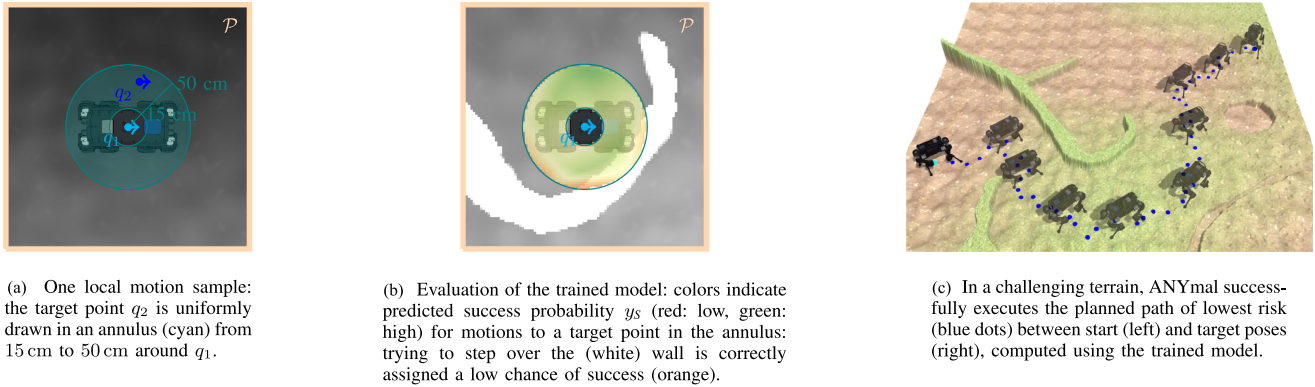 𝒫
50 cm
q₂
15 cm
q₁
𝒫
q₁
(a) One local motion sample:
the target point q₂ is uniformly
drawn in an annulus (cyan) from
15 cm to 50 cm around q₁.
(b) Evaluation of the trained model: colors indicate
predicted success probability y_S (red: low, green:
high) for motions to a target point in the annulus:
trying to step over the (white) wall is correctly
assigned a low chance of success (orange).
(c) In a challenging terrain, ANYmal success-
fully executes the planned path of lowest risk
(blue dots) between start (left) and target poses
(right), computed using the trained model.